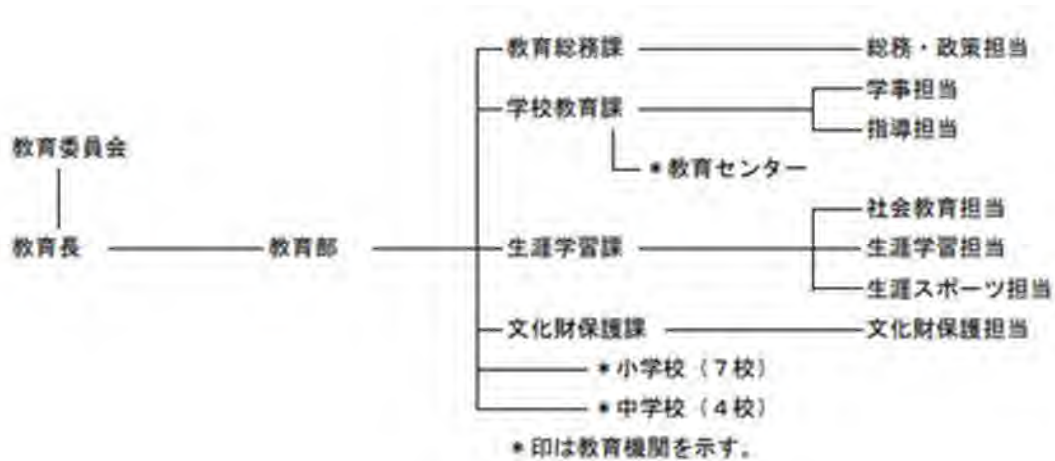 教育総務課 総務・政策担当
学事担当
学校教育課
指導担当
教育委員会
*教育センター
社会教育担当
教育長 教育部 生涯学習課 生涯学習担当
生涯スポーツ担当
文化財保護課 文化財保護担当
*小学校(7校)
*中学校(4校)
*印は教育機関を示す。